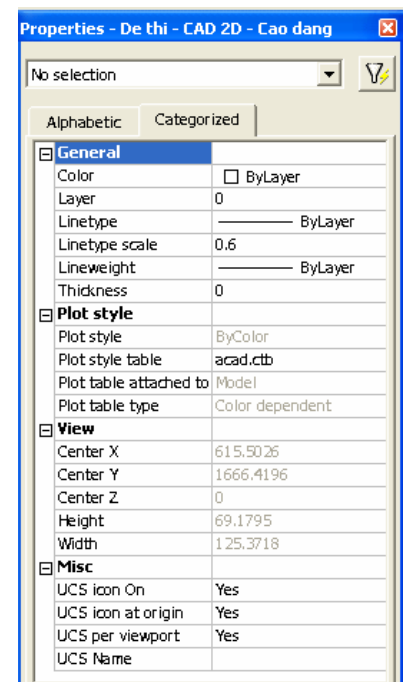 Properties - De thi - CAD 2D - Cao dang
No selection
Alphabetic Categorized
General
Color ByLayer
Layer 0
Linetype ByLayer
Linetype scale 0.6
Lineweight ByLayer
Thickness 0
Plot style
Plot style ByColor
Plot style table acad.ctb
Plot table attached to Model
Plot table type Color dependent
View
Center X 615.5026
Center Y 1666.4196
Center Z 0
Height 69.1795
Width 125.3718
Misc
UCS icon On Yes
UCS icon at origin Yes
UCS per viewport Yes
UCS Name